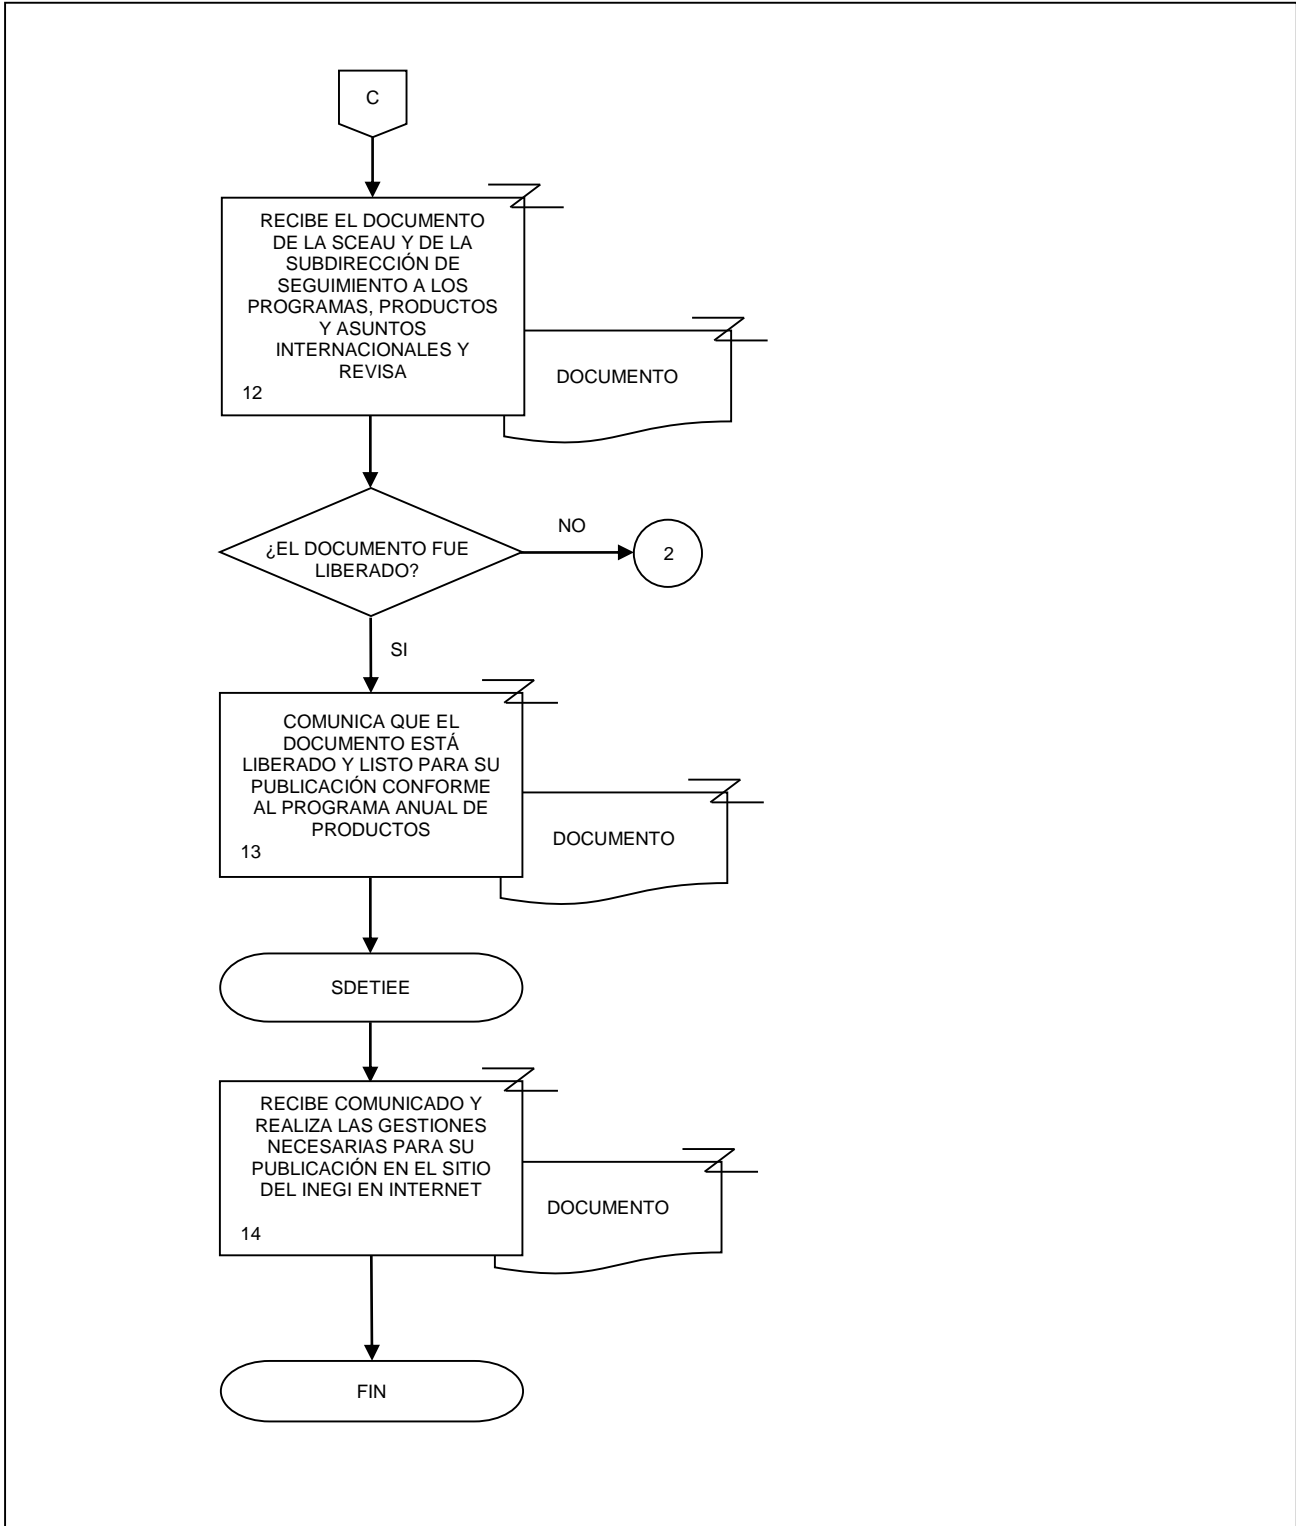 C
RECIBE EL DOCUMENTO
DE LA SCEAU Y DE LA
SUBDIRECCIÓN DE
SEGUIMIENTO A LOS
PROGRAMAS, PRODUCTOS
Y ASUNTOS
INTERNACIONALES Y
REVISA
12
DOCUMENTO
¿EL DOCUMENTO FUE
LIBERADO?
NO
2
SI
COMUNICA QUE EL
DOCUMENTO ESTÁ
LIBERADO Y LISTO PARA SU
PUBLICACIÓN CONFORME
AL PROGRAMA ANUAL DE
PRODUCTOS
13
DOCUMENTO
SDETIEE
RECIBE COMUNICADO Y
REALIZA LAS GESTIONES
NECESARIAS PARA SU
PUBLICACIÓN EN EL SITIO
DEL INEGI EN INTERNET
14
DOCUMENTO
FIN